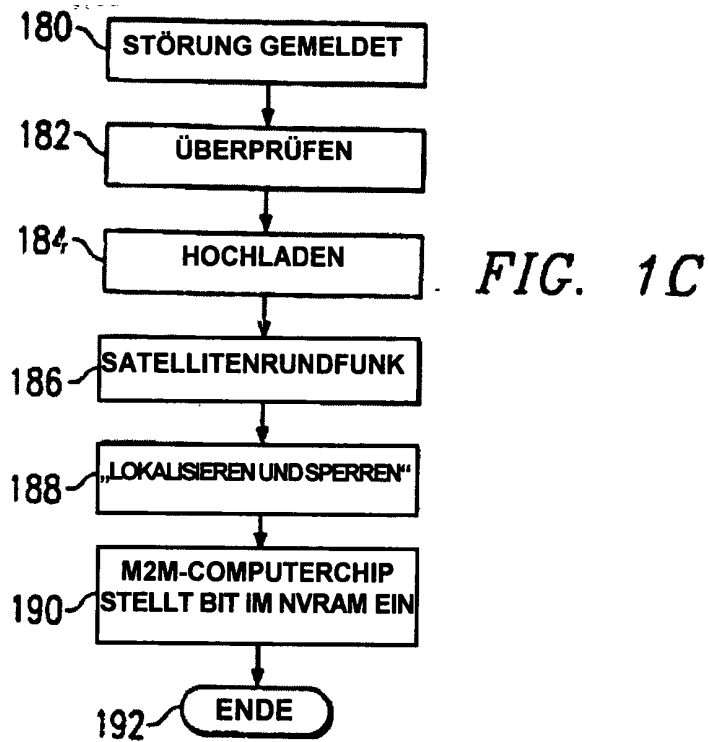 180
STÖRUNG GEMELDET
182
ÜBERPRÜFEN
184
HOCHLADEN
FIG. 1C
186
SATELLITENRUNDFUNK
188
„LOKALISIEREN UND SPERREN“
190
M2M-COMPUTERCHIP
STELLT BIT IM NVRAM EIN
192
ENDE